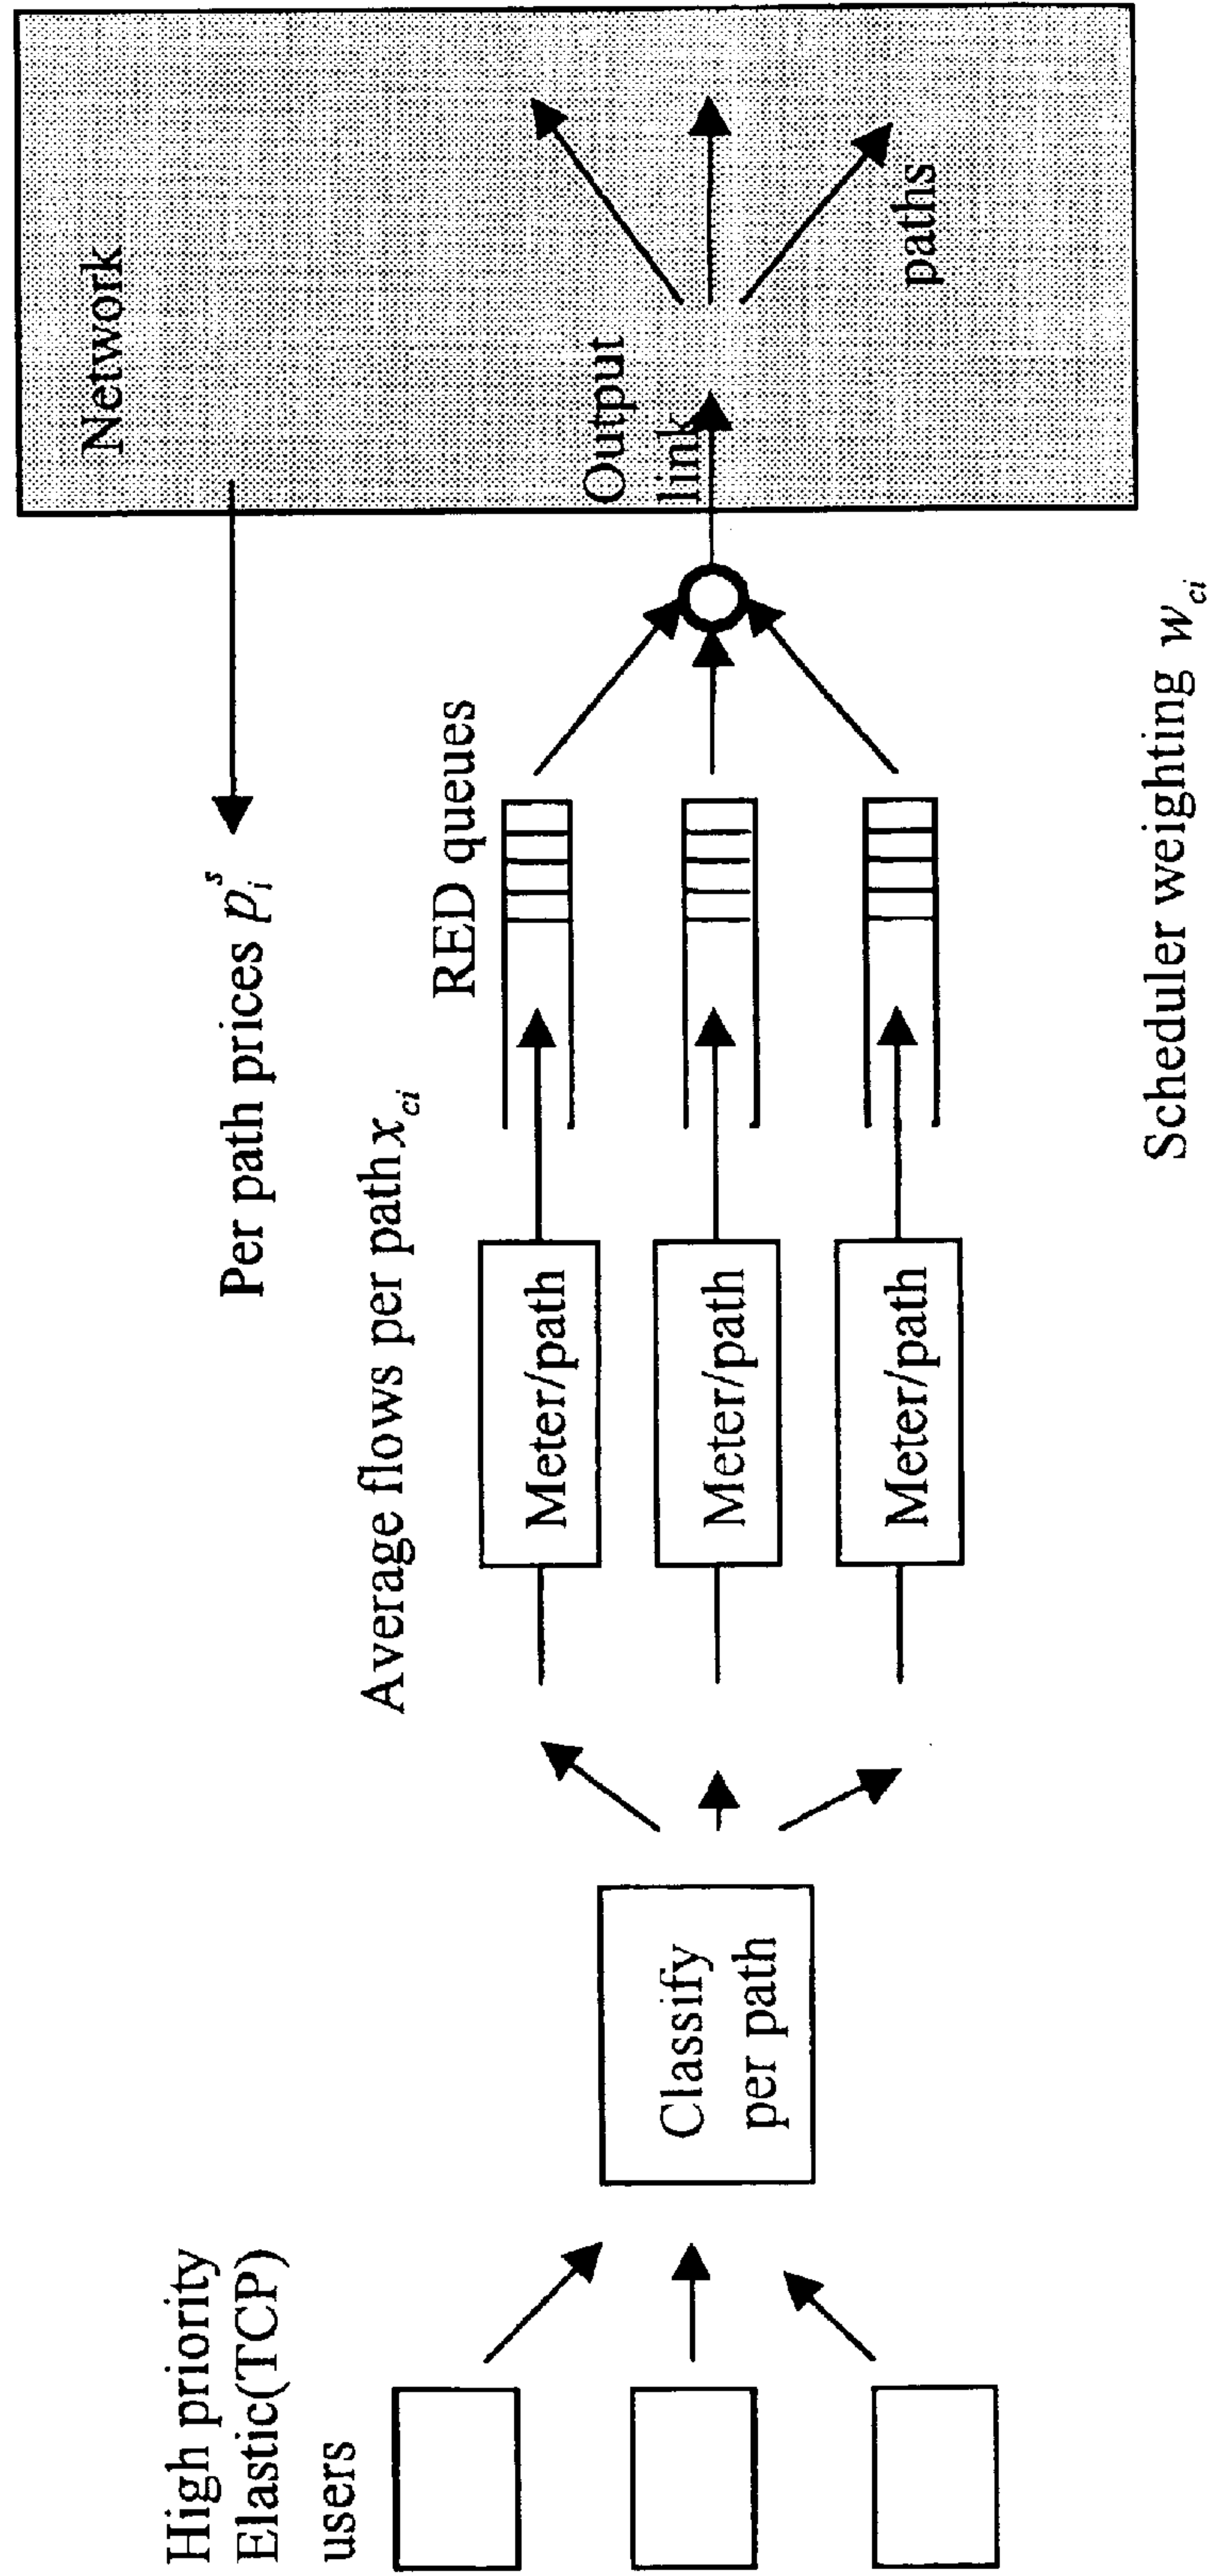 High priority
Elastic(TCP)
users
Classify
per path
Average flows per path x_ci
Meter/path
Meter/path
Meter/path
RED queues
Per path prices p_i^s
Scheduler weighting w_ci
Network
Output
link
paths